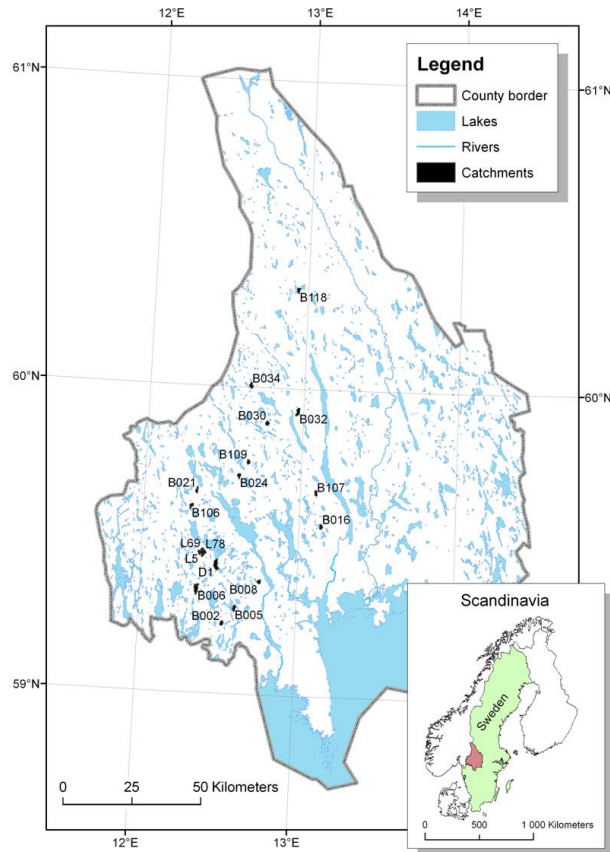 12°E
13°E
14°E
61°N
61°N
Legend
County border
Lakes
Rivers
Catchments
B118
60°N
B034
60°N
B030
B032
B109
B021
B024
B107
B106
B016
L69
L78
L5
D1
B008
B006
B002
B005
59°N
Scandinavia
Sweden
0 25 50 Kilometers
0 500 1 000 Kilometers
12°E
13°E